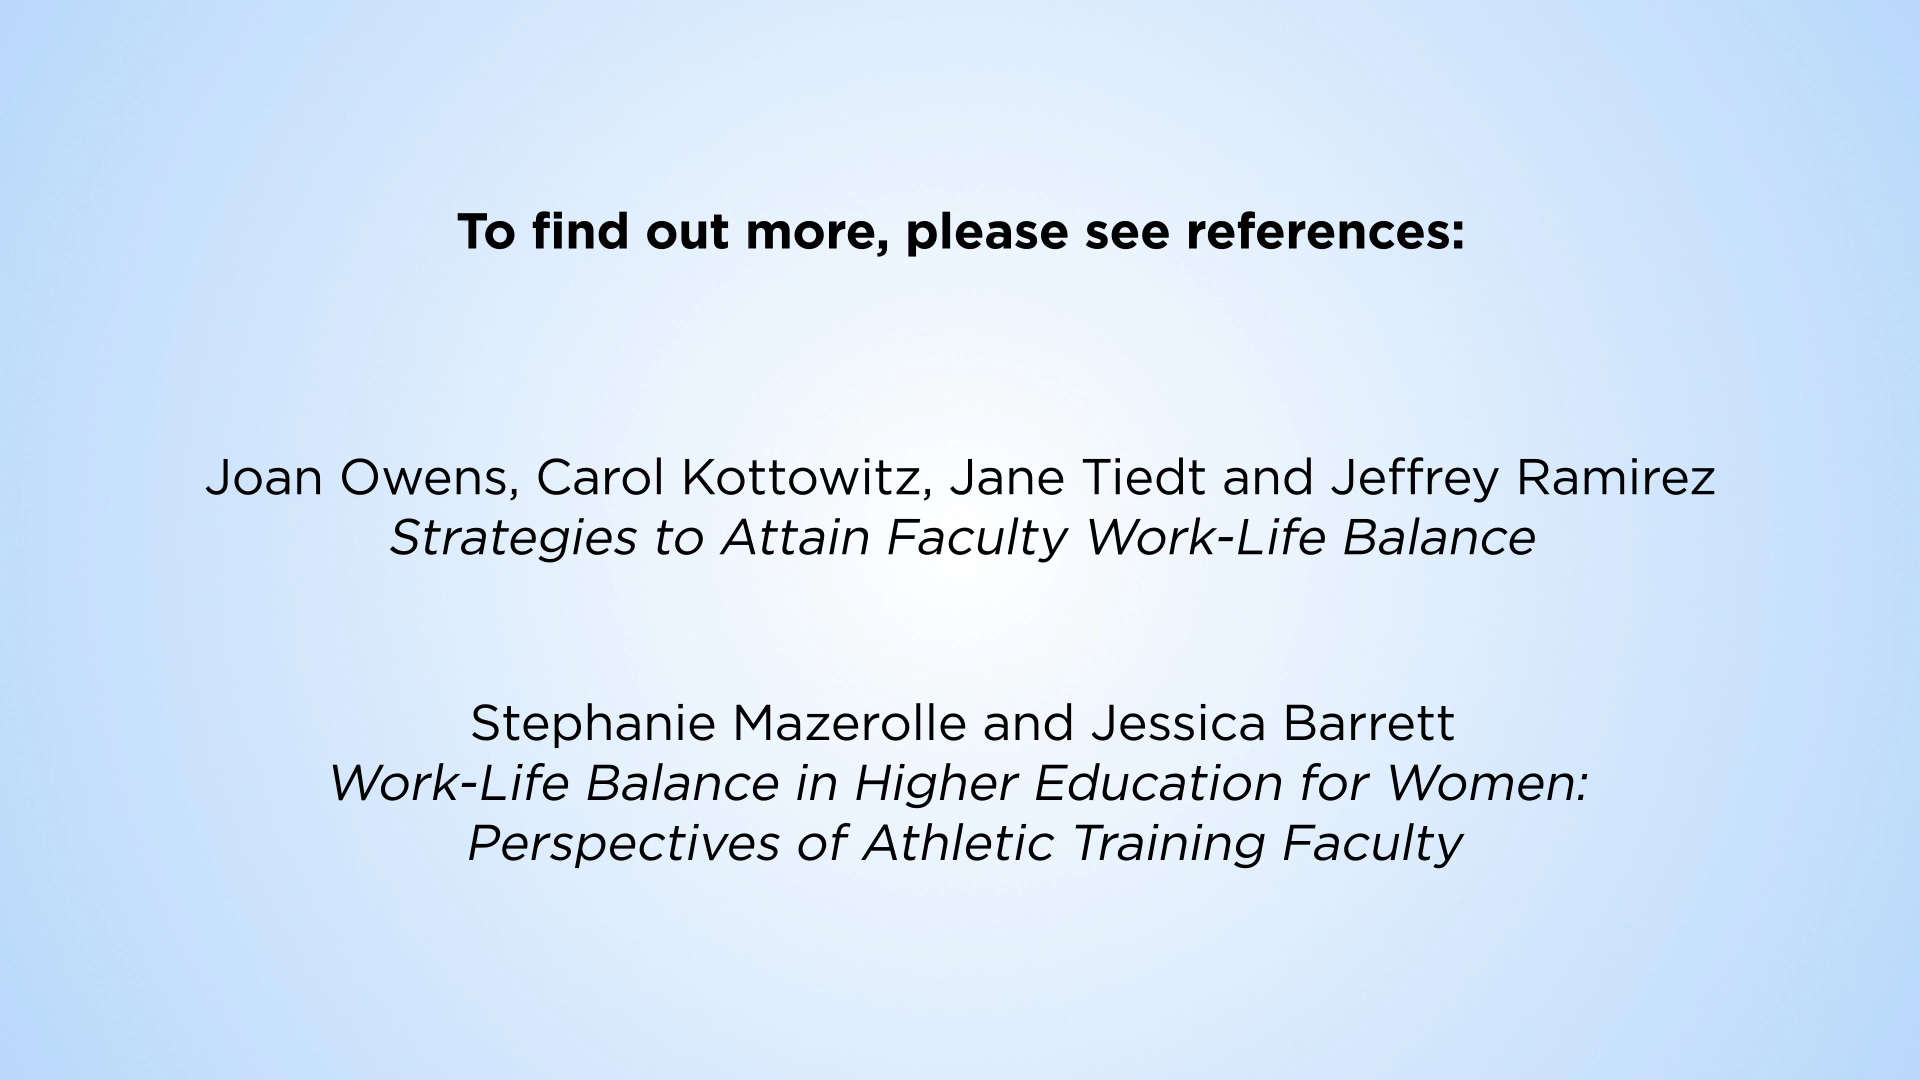 To find out more, please see references:
Joan Owens, Carol Kottowitz, Jane Tiedt and Jeffrey Ramirez
Strategies to Attain Faculty Work-Life Balance
Stephanie Mazerolle and Jessica Barrett
Work-Life Balance in Higher Education for Women:
Perspectives of Athletic Training Faculty